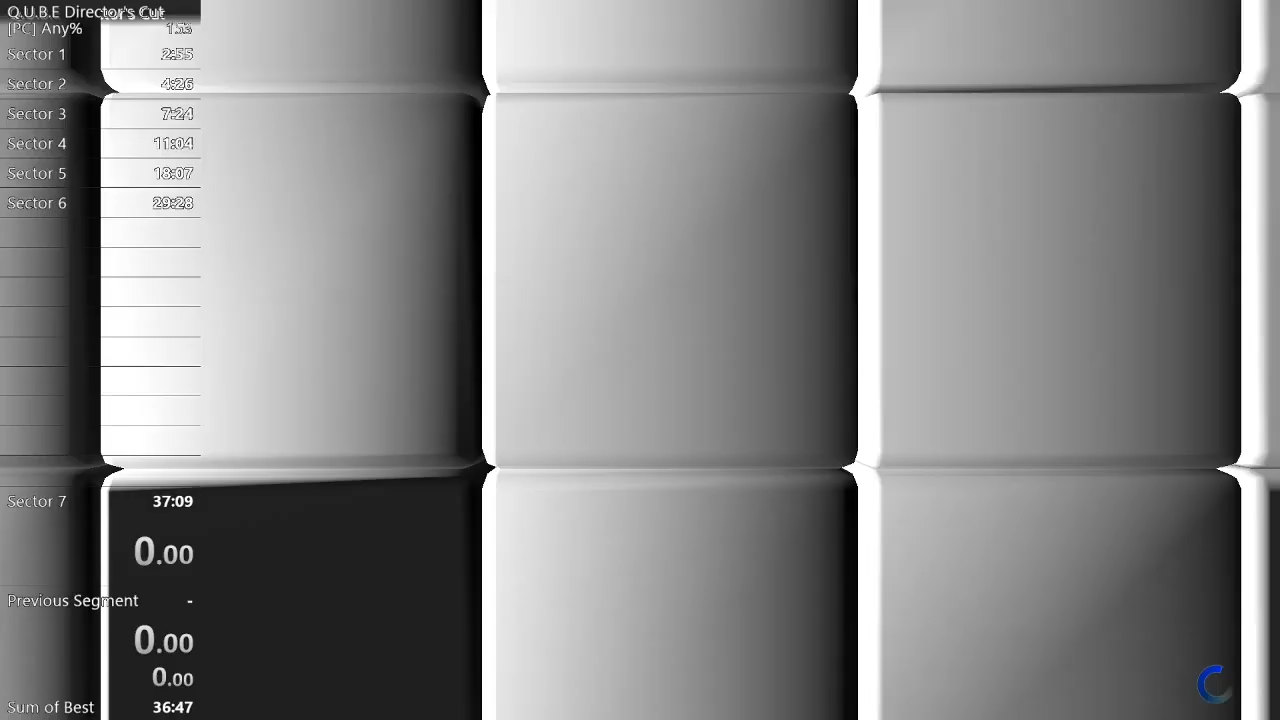 Q.U.B.E Director's Cut
[PC] Any% 153
Sector 1 2:55
Sector 2 4:26
Sector 3 7:24
Sector 4 11:04
Sector 5 18:07
Sector 6 29:28
Sector 7 37:09
0.00
Previous Segment -
0.00
0.00
Sum of Best 36:47